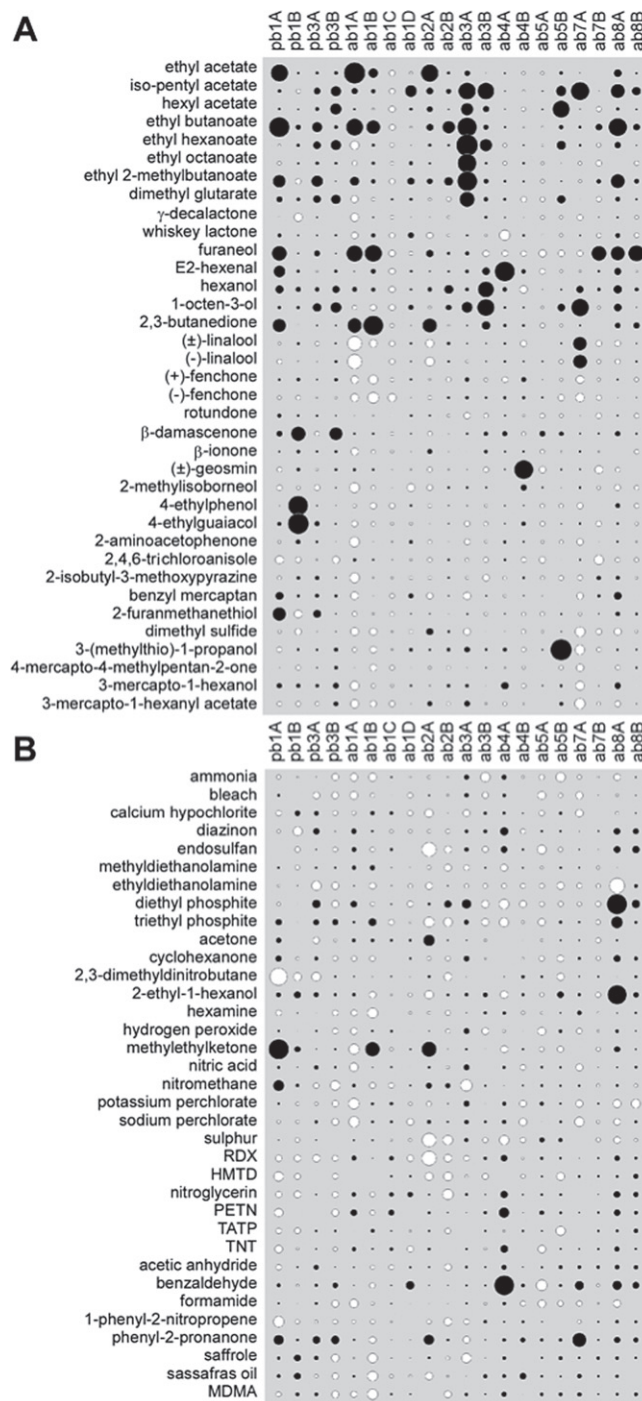 A
pb1A pb1B pb3A pb3B ab1A ab1B ab1C ab1D ab2A ab2B ab3A ab3B ab4A ab4B ab5A ab5B ab7A ab7B ab8A ab8B
ethyl acetate
iso-pentyl acetate
hexyl acetate
ethyl butanoate
ethyl hexanoate
ethyl octanoate
ethyl 2-methylbutanoate
dimethyl glutarate
γ-decalactone
whiskey lactone
furaneol
E2-hexenal
hexanol
1-octen-3-ol
2,3-butanedione
(±)-linalool
(-)-linalool
(+)-fenchone
(-)-fenchone
rotundone
β-damascenone
β-ionone
(±)-geosmin
2-methylisoborneol
4-ethylphenol
4-ethylguaiacol
2-aminoacetophenone
2,4,6-trichloroanisole
2-isobutyl-3-methoxypyrazine
benzyl mercaptan
2-furanmethanethiol
dimethyl sulfide
3-(methylthio)-1-propanol
4-mercapto-4-methylpentan-2-one
3-mercapto-1-hexanol
3-mercapto-1-hexanyl acetate
B
pb1A pb1B pb3A pb3B ab1A ab1B ab1C ab1D ab2A ab2B ab3A ab3B ab4A ab4B ab5A ab5B ab7A ab7B ab8A ab8B
ammonia
bleach
calcium hypochlorite
diazinon
endosulfan
methyldiethanolamine
ethyldiethanolamine
diethyl phosphite
triethyl phosphite
acetone
cyclohexanone
2,3-dimethyldinitrobutane
2-ethyl-1-hexanol
hexamine
hydrogen peroxide
methylethylketone
nitric acid
nitromethane
potassium perchlorate
sodium perchlorate
sulphur
RDX
HMTD
nitroglycerin
PETN
TATP
TNT
acetic anhydride
benzaldehyde
formamide
1-phenyl-2-nitropropene
phenyl-2-pronanone
saffrole
sassafras oil
MDMA